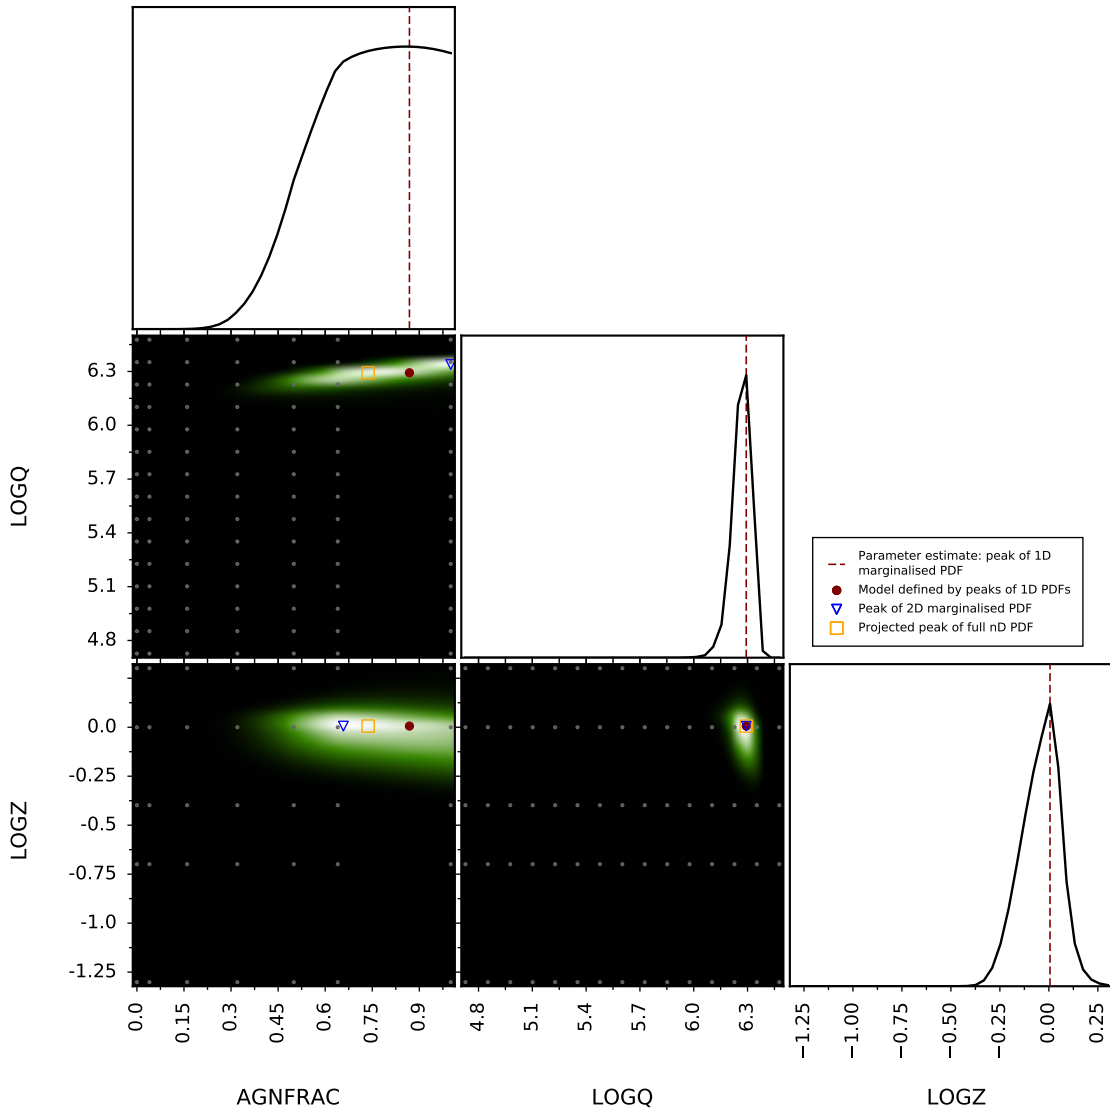 6.3
6.0
5.7
5.4
5.1
4.8
LOGQ
Parameter estimate: peak of 1D
marginalised PDF
Model defined by peaks of 1D PDFs
Peak of 2D marginalised PDF
Projected peak of full nD PDF
0.0
-0.25
-0.5
-0.75
-1.0
-1.25
LOGZ
0.0 0.15 0.3 0.45 0.6 0.75 0.9
4.8 5.1 5.4 5.7 6.0 6.3
−1.25 −1.00 −0.75 −0.50 −0.25 0.00 0.25
AGNFRAC LOGQ LOGZ